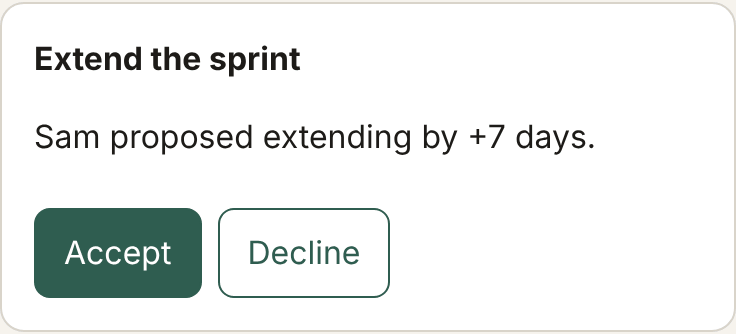 Extend the sprint
Sam proposed extending by +7 days.
Accept
Decline